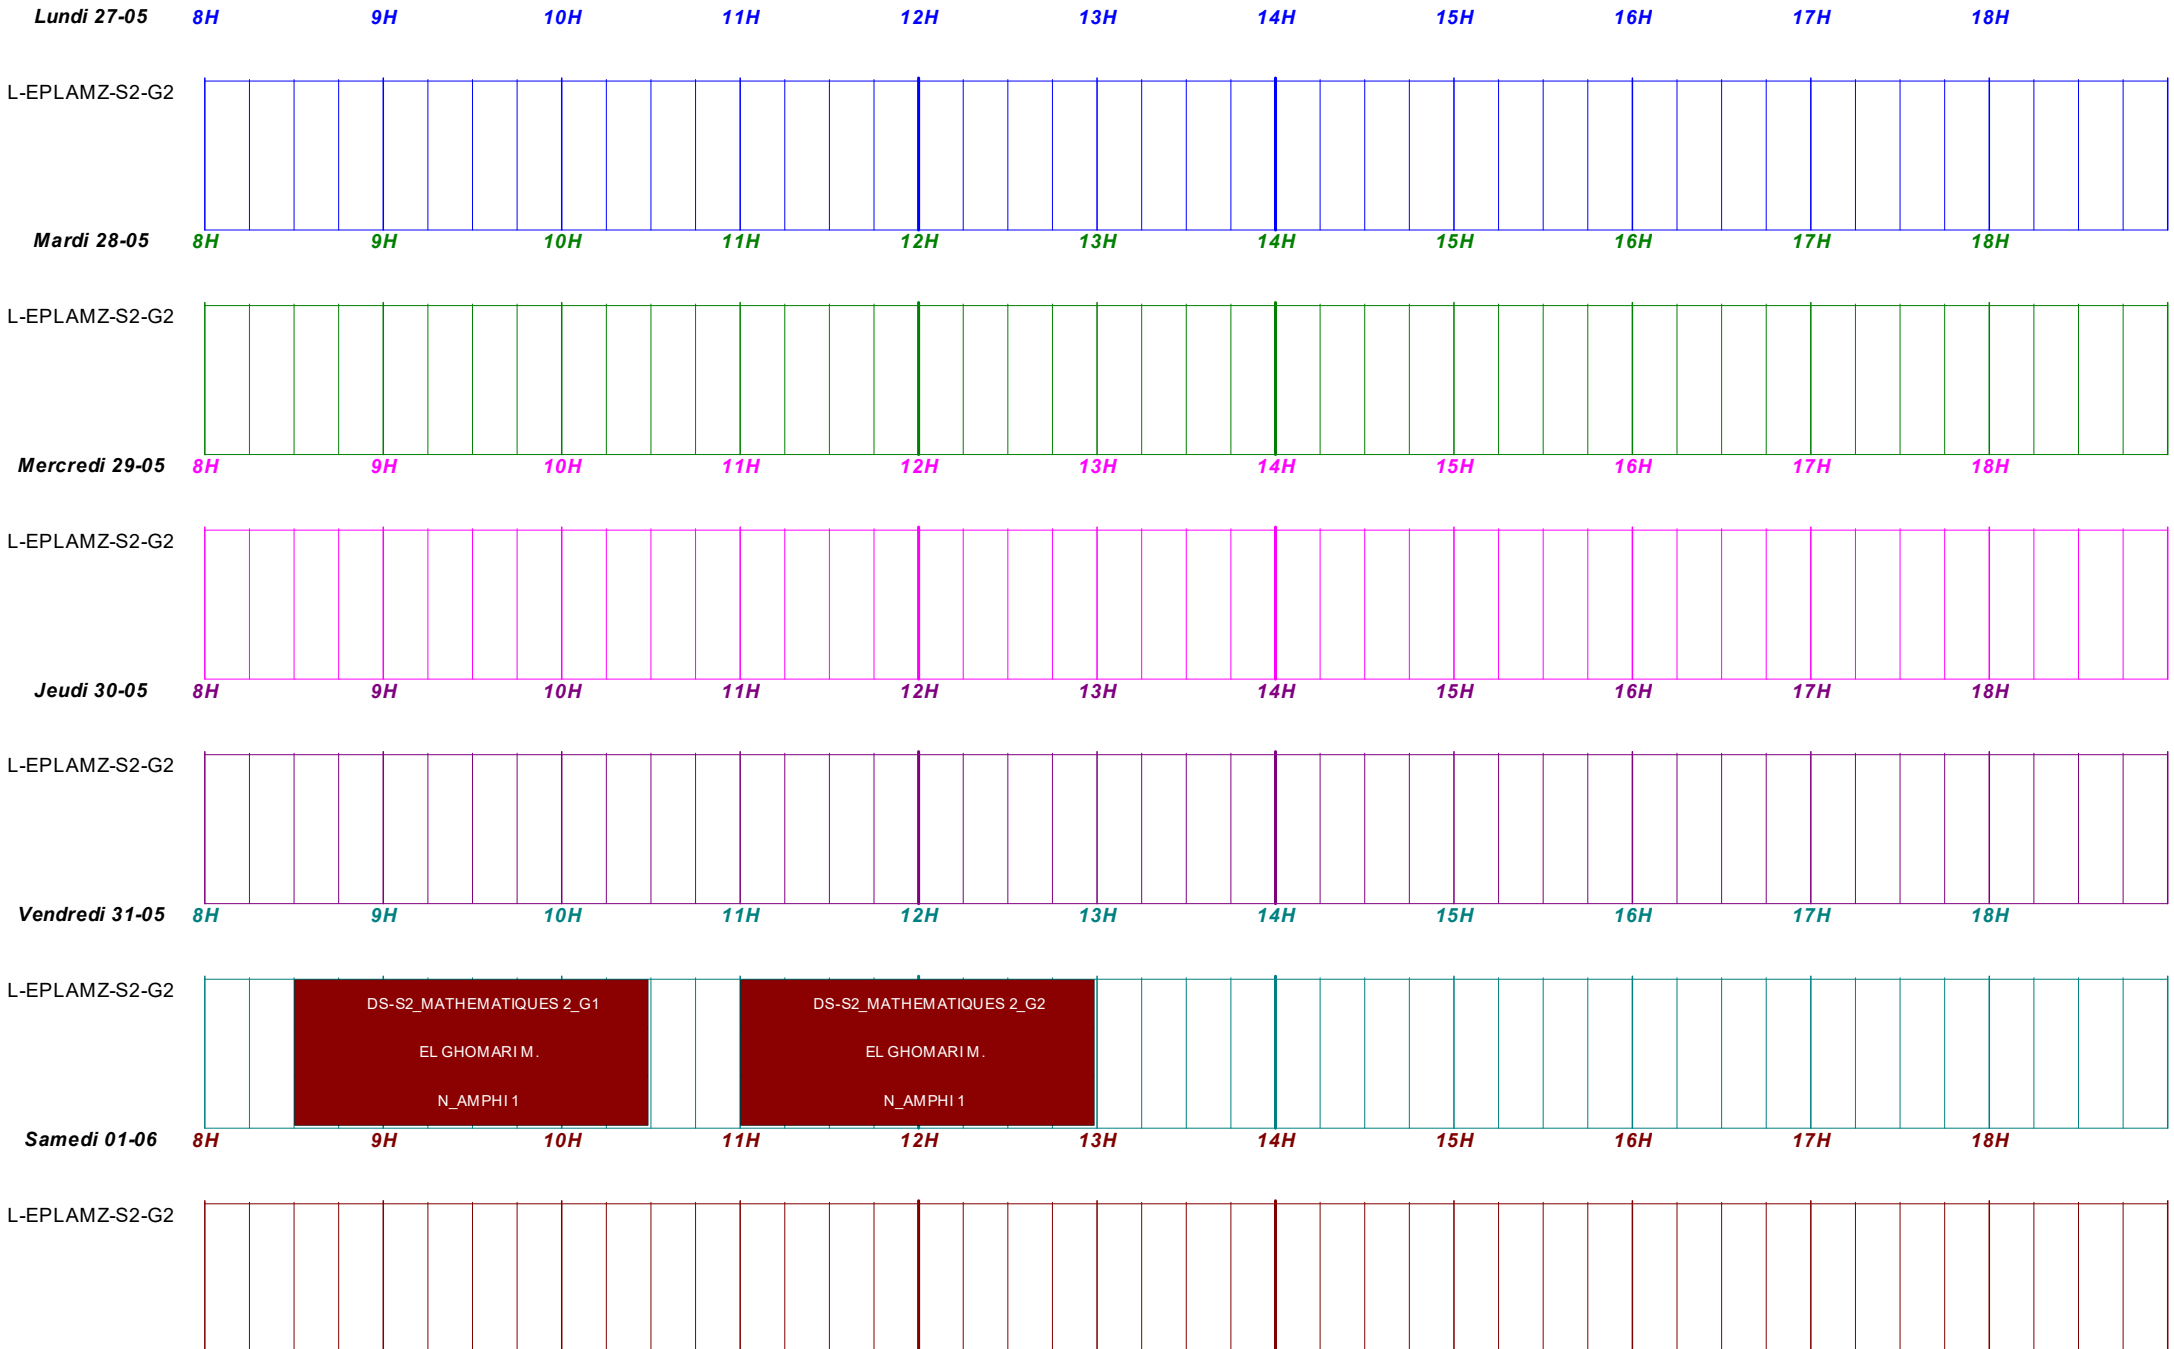 Lundi 27-05 8H 9H 10H 11H 12H 13H 14H 15H 16H 17H 18H
L-EPLAMZ-S2-G2
Mardi 28-05 8H 9H 10H 11H 12H 13H 14H 15H 16H 17H 18H
L-EPLAMZ-S2-G2
Mercredi 29-05 8H 9H 10H 11H 12H 13H 14H 15H 16H 17H 18H
L-EPLAMZ-S2-G2
Jeudi 30-05 8H 9H 10H 11H 12H 13H 14H 15H 16H 17H 18H
L-EPLAMZ-S2-G2
Vendredi 31-05 8H 9H 10H 11H 12H 13H 14H 15H 16H 17H 18H
L-EPLAMZ-S2-G2
DS-S2_MATHEMATIQUES 2_G1
EL GHOMARI M.
N_AMPHI 1
DS-S2_MATHEMATIQUES 2_G2
EL GHOMARI M.
N_AMPHI 1
Samedi 01-06 8H 9H 10H 11H 12H 13H 14H 15H 16H 17H 18H
L-EPLAMZ-S2-G2